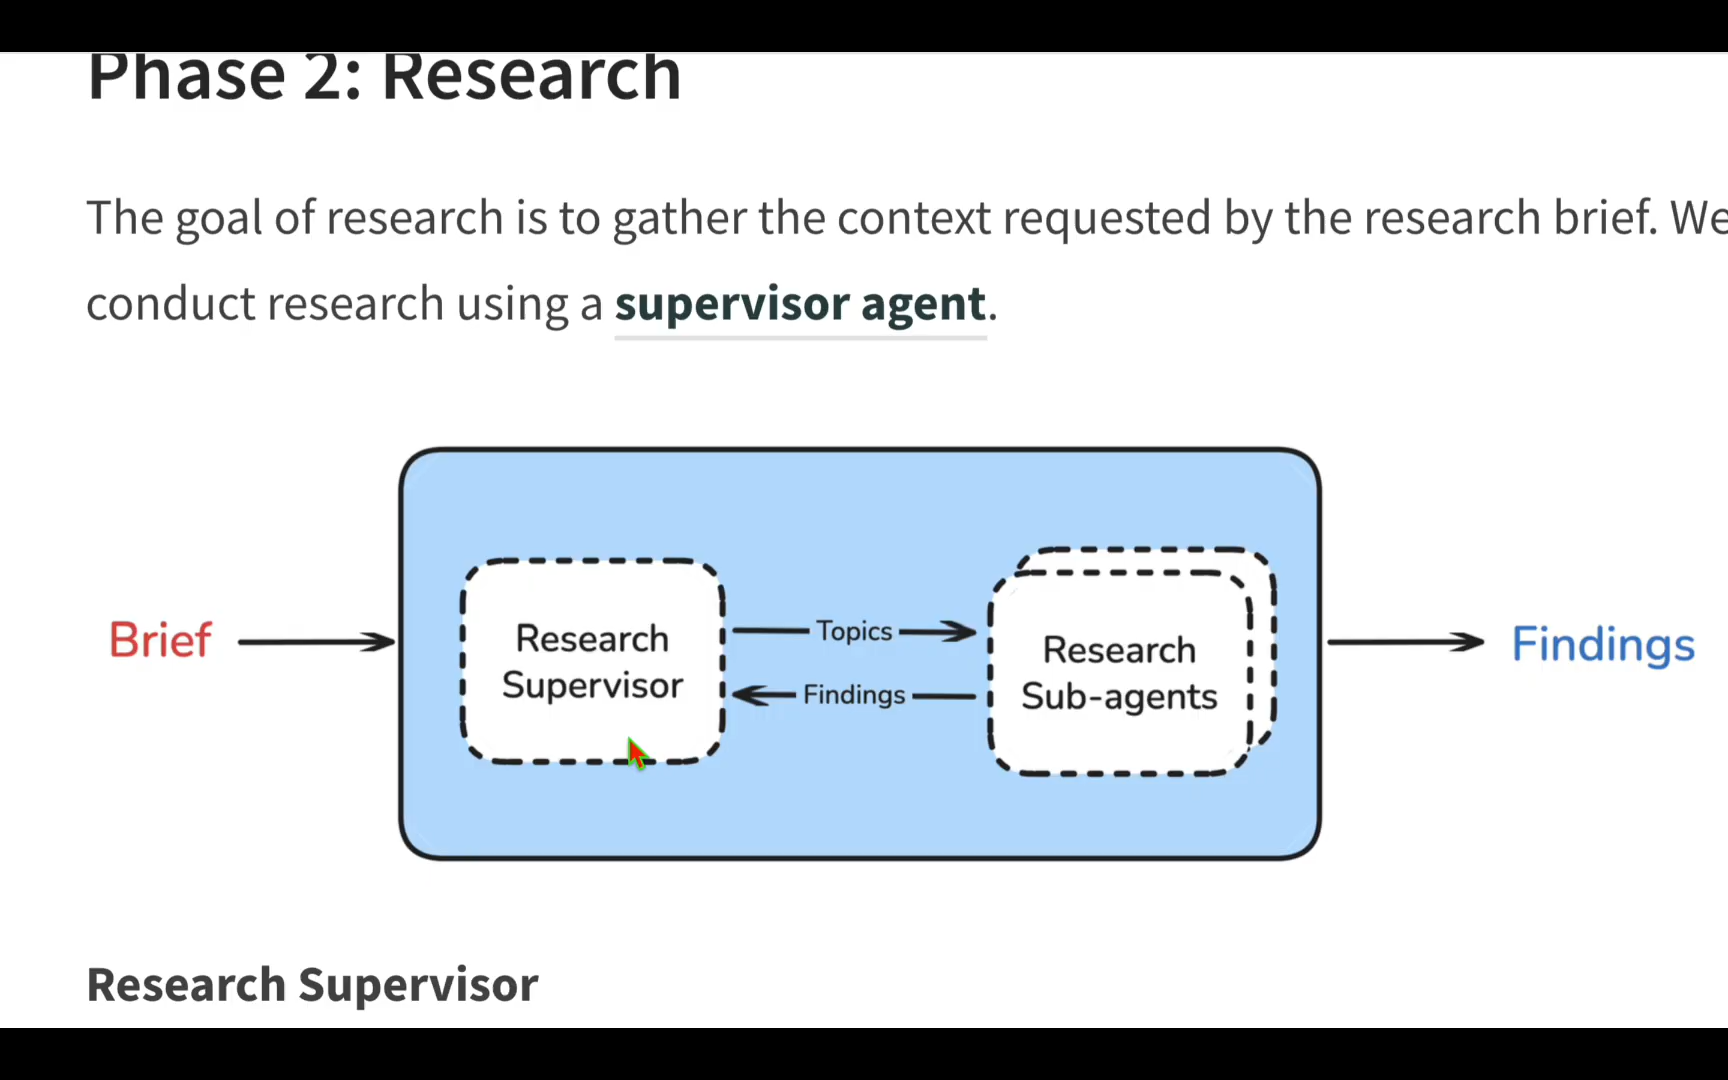 Phase 2: Research
The goal of research is to gather the context requested by the research brief. We
conduct research using a supervisor agent.
Brief
Research
Supervisor
Topics
Findings
Research
Sub-agents
Findings
Research Supervisor